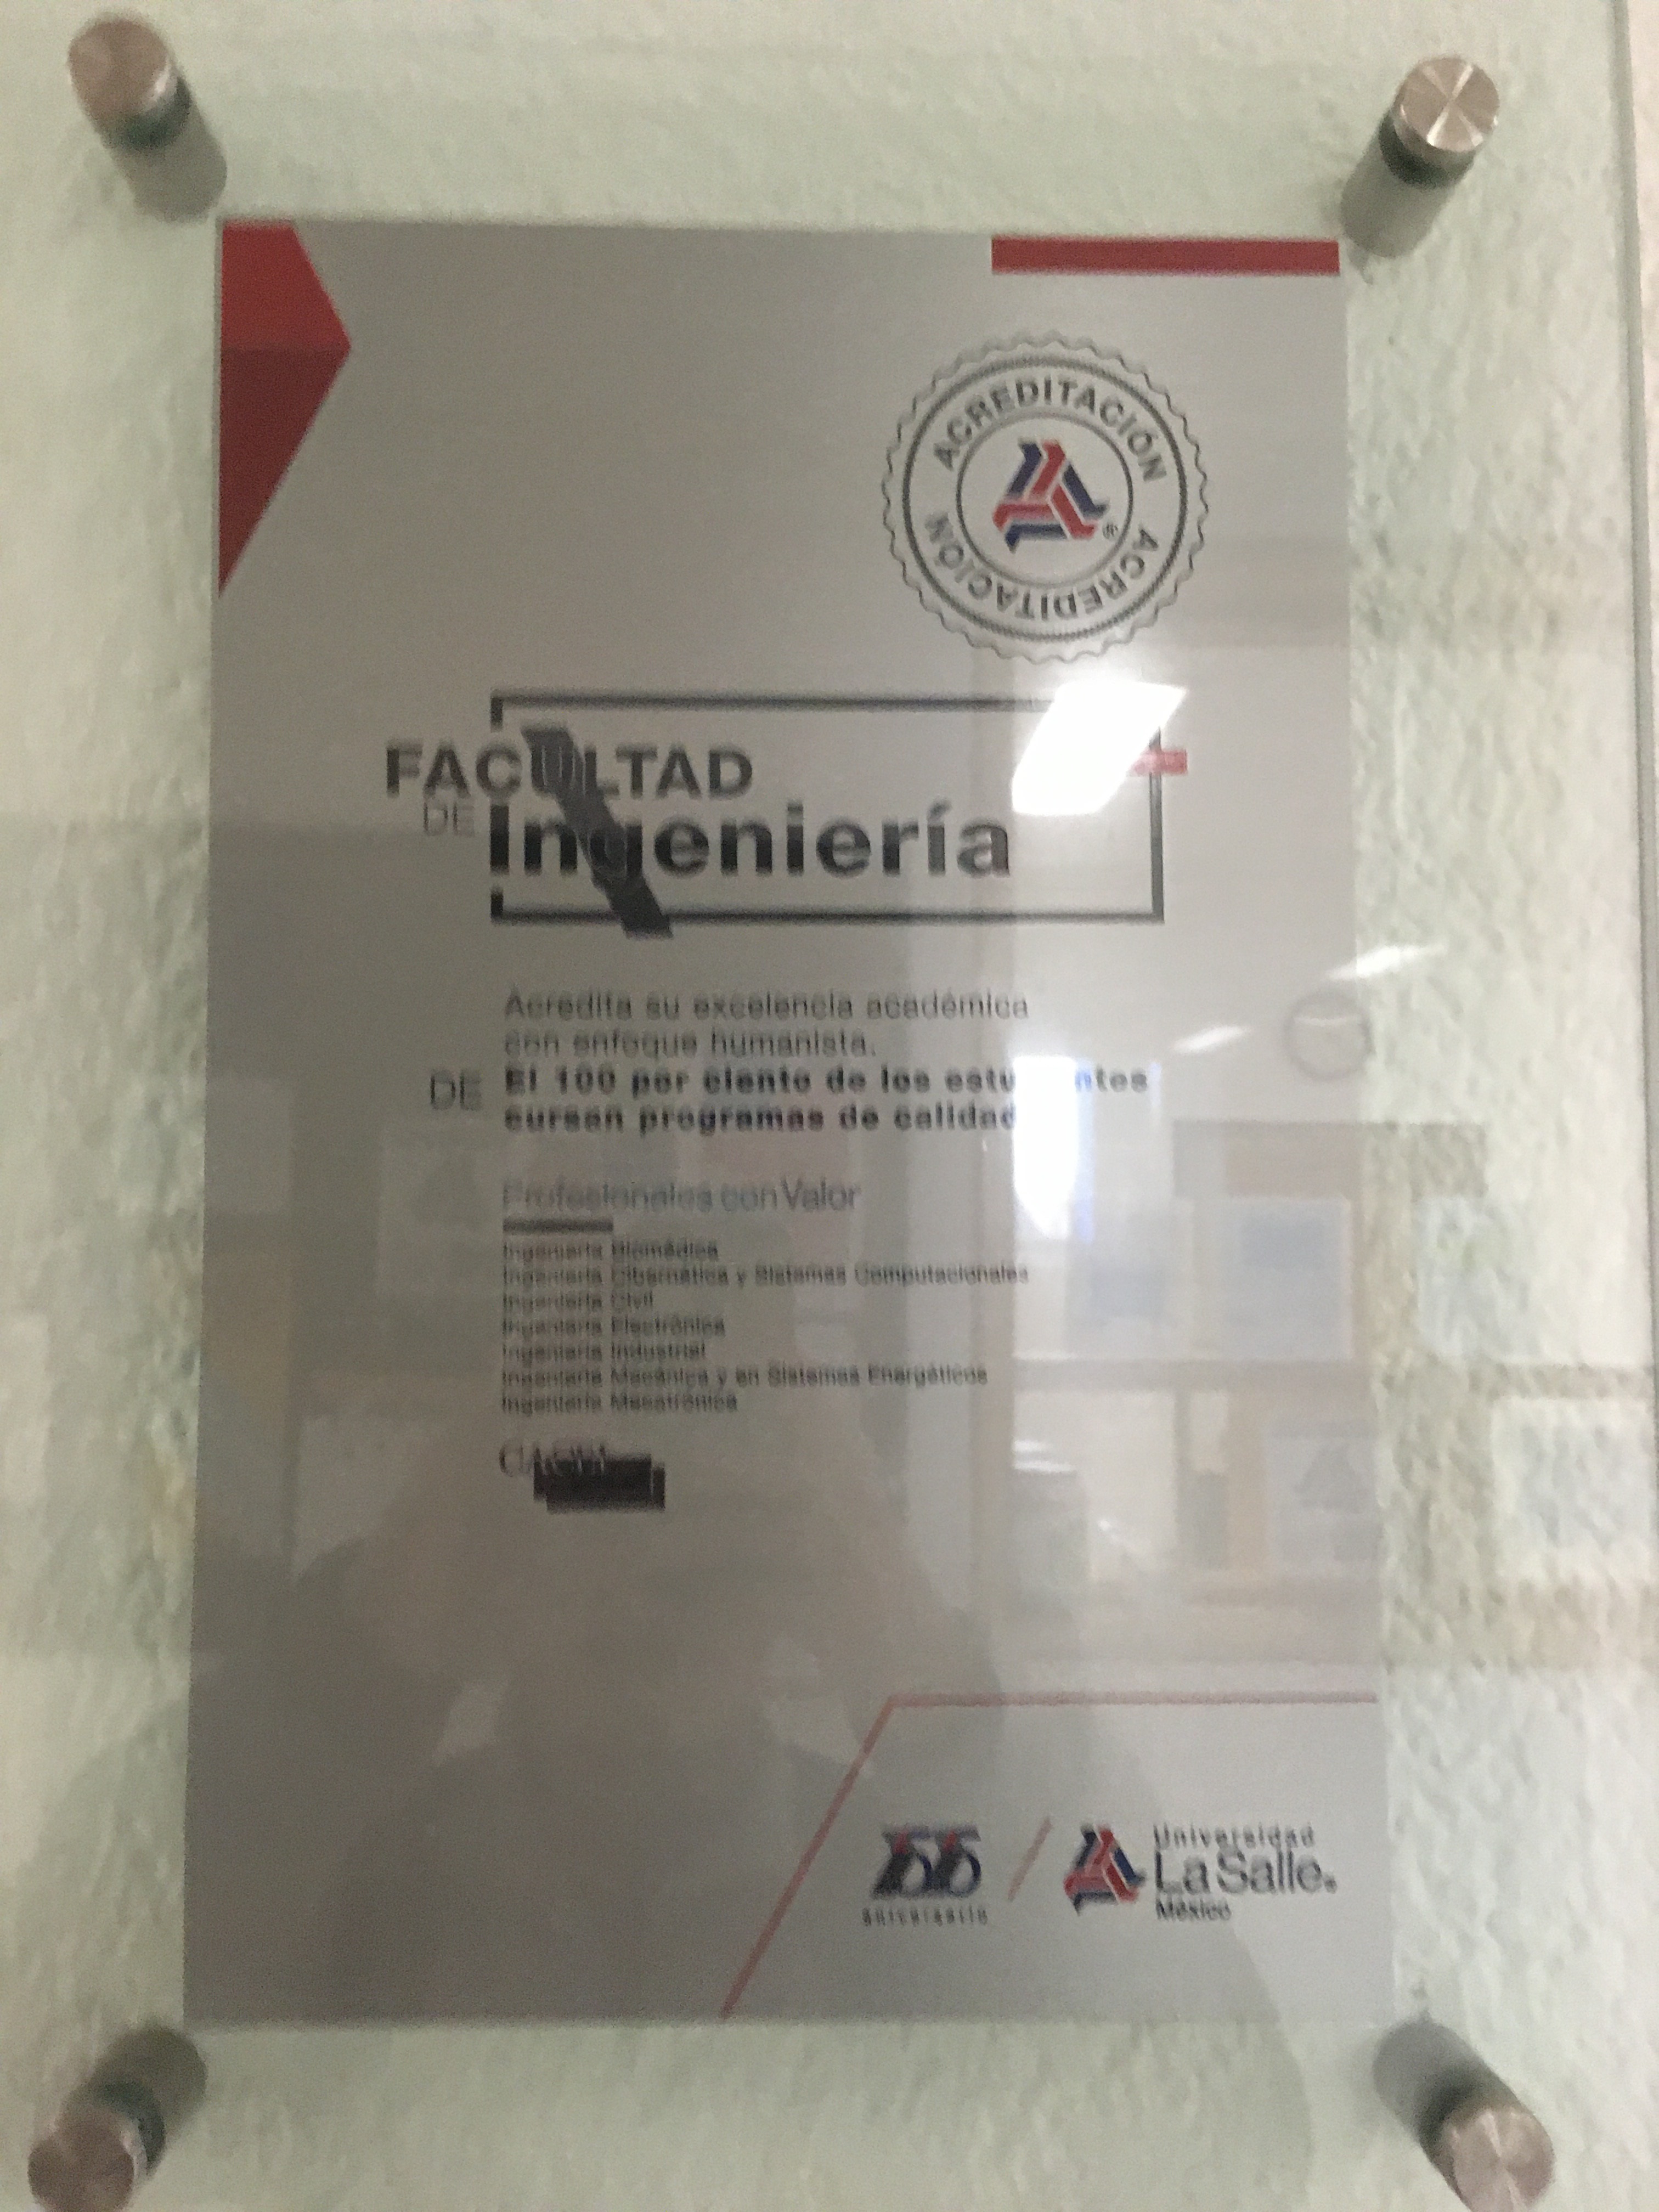 ACREDITACIÓN
ACREDITACIÓN
FACULTAD
DE Ingeniería
Acredita su excelencia académica
con enfoque humanista.
DE El 100 por ciento de los estu ntes
cursan programas de calidad
Profesionales con Valor
Ingeniería Biomédica
Ingeniería Cibernética y Sistemas Computacionales
Ingeniería Civil
Ingeniería Electrónica
Ingeniería Industrial
Ingeniería Mecánica y en Sistemas Energéticos
Ingeniería Mecatrónica
aniversario
Universidad
La Salle®
México